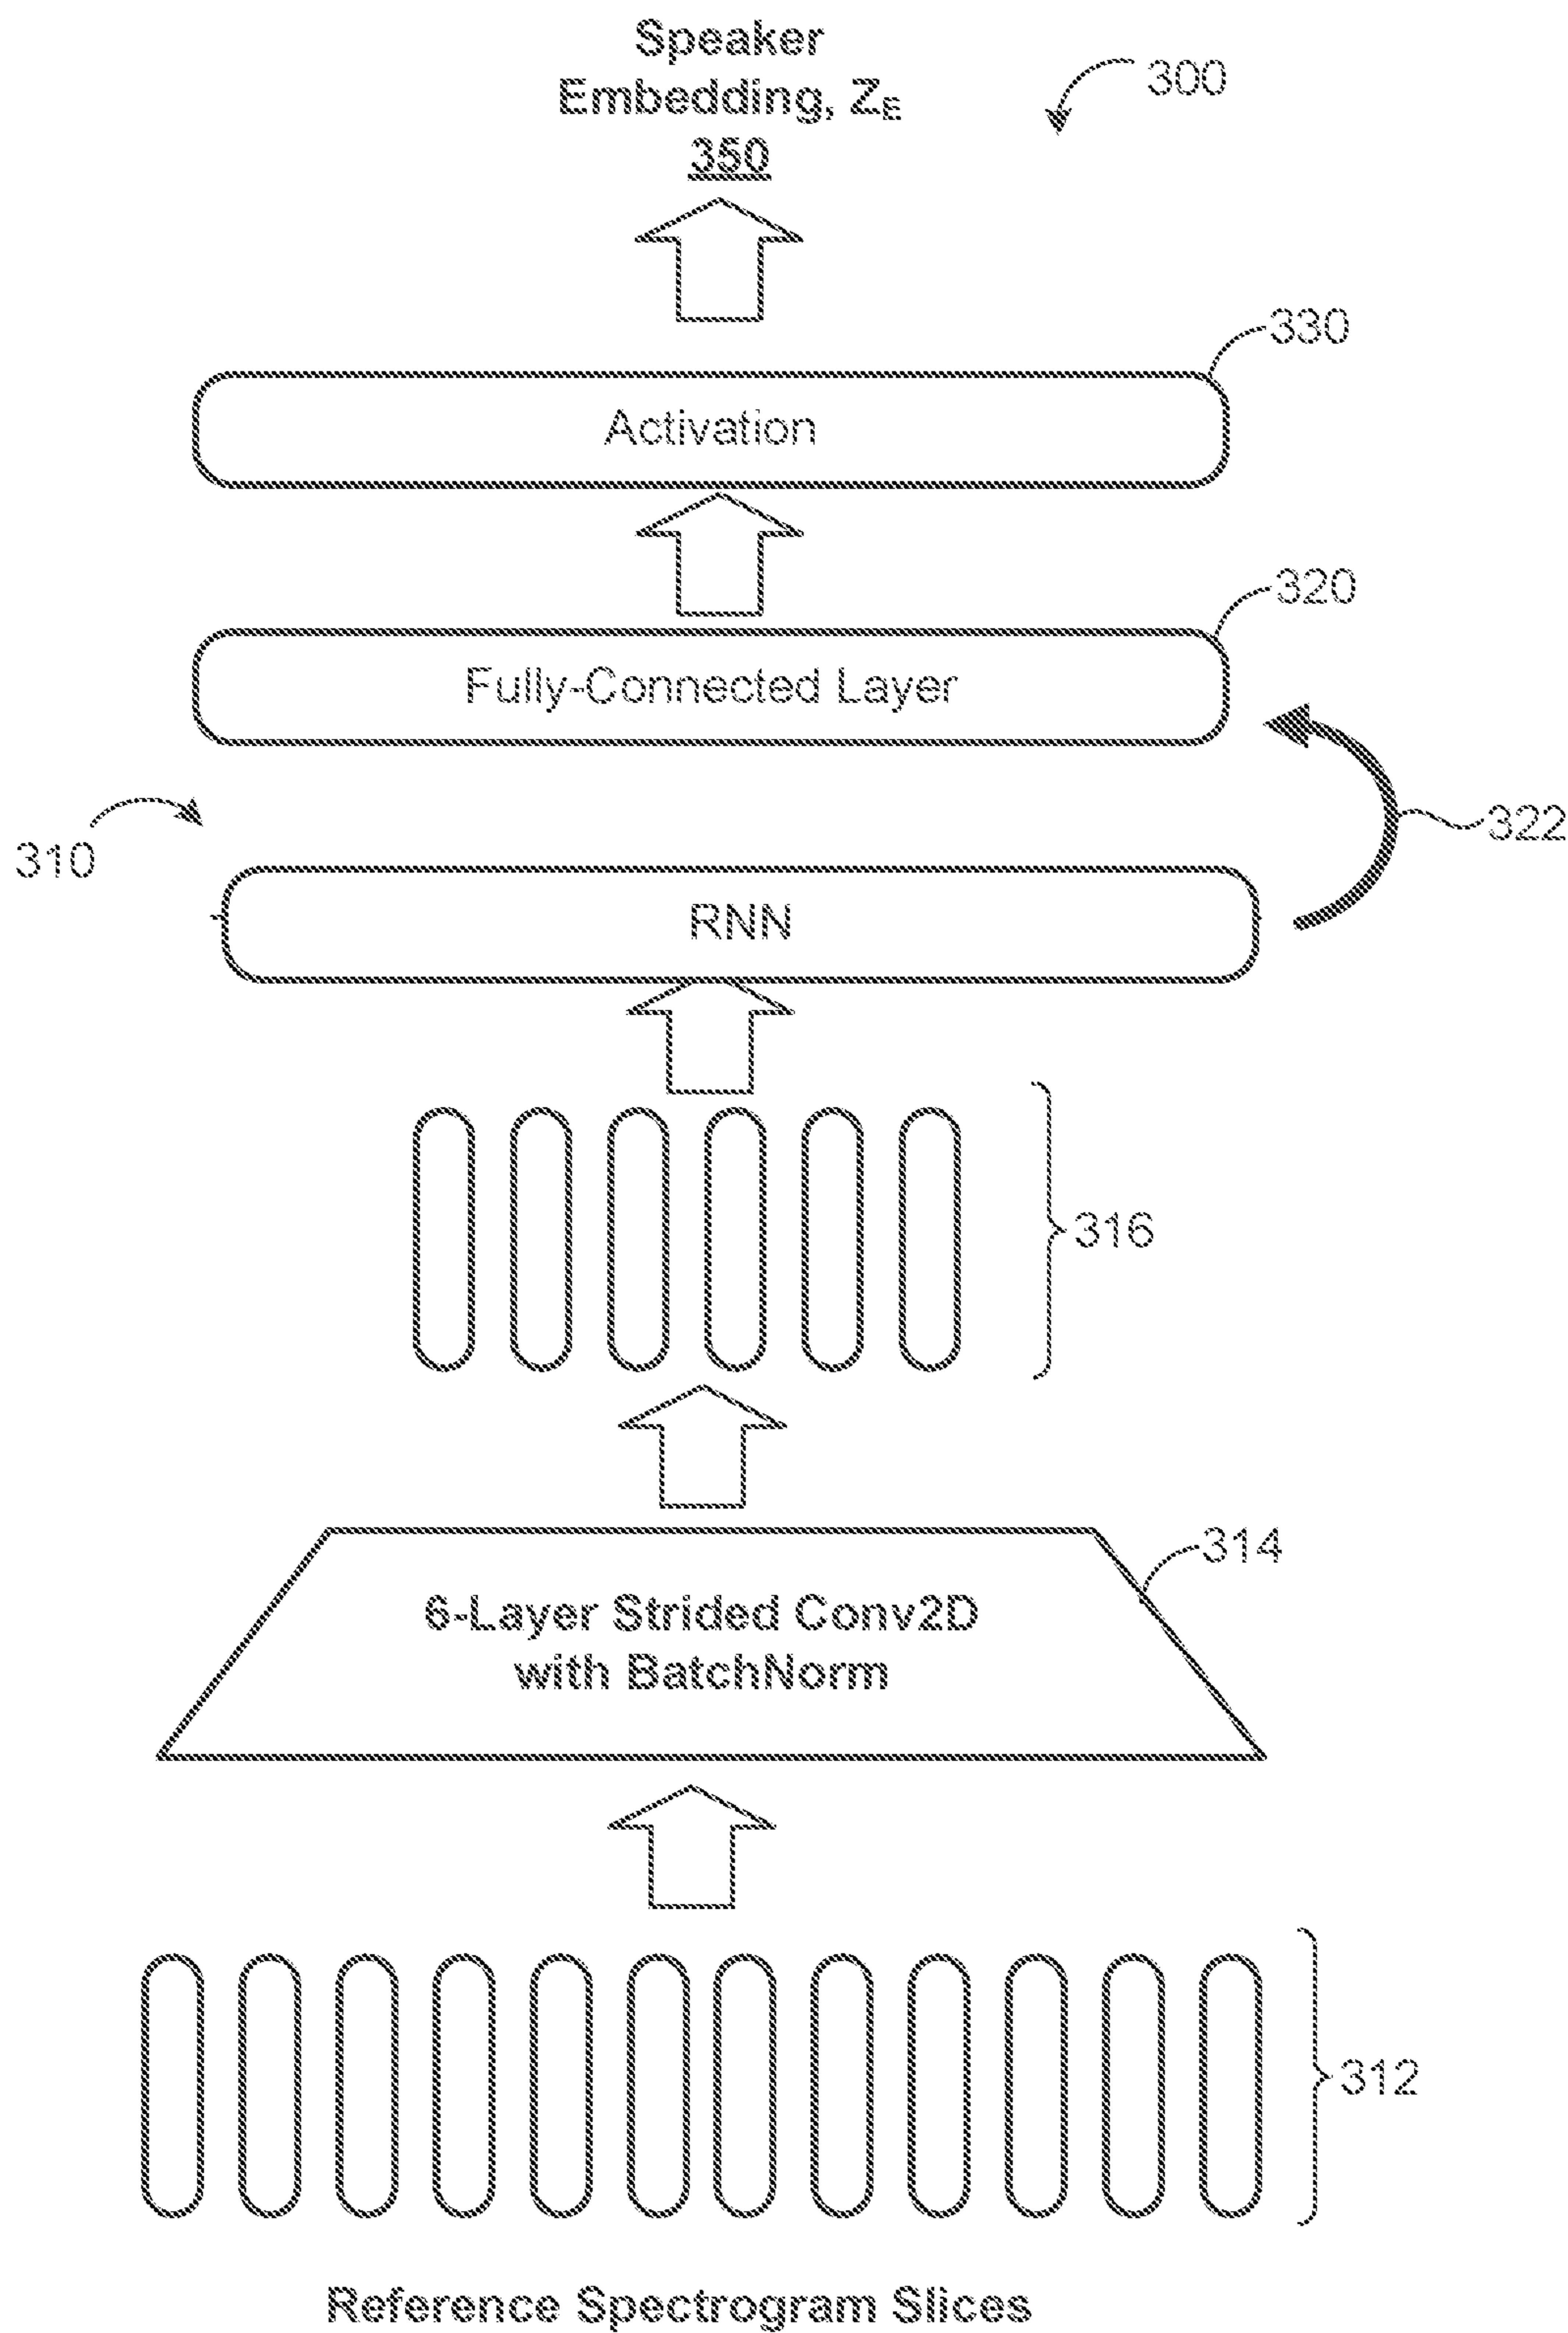 Speaker
Embedding, ZE
350
300
330
Activation
320
Fully-Connected Layer
322
310
RNN
316
314
6-Layer Strided Conv2D
with BatchNorm
312
Reference Spectrogram Slices